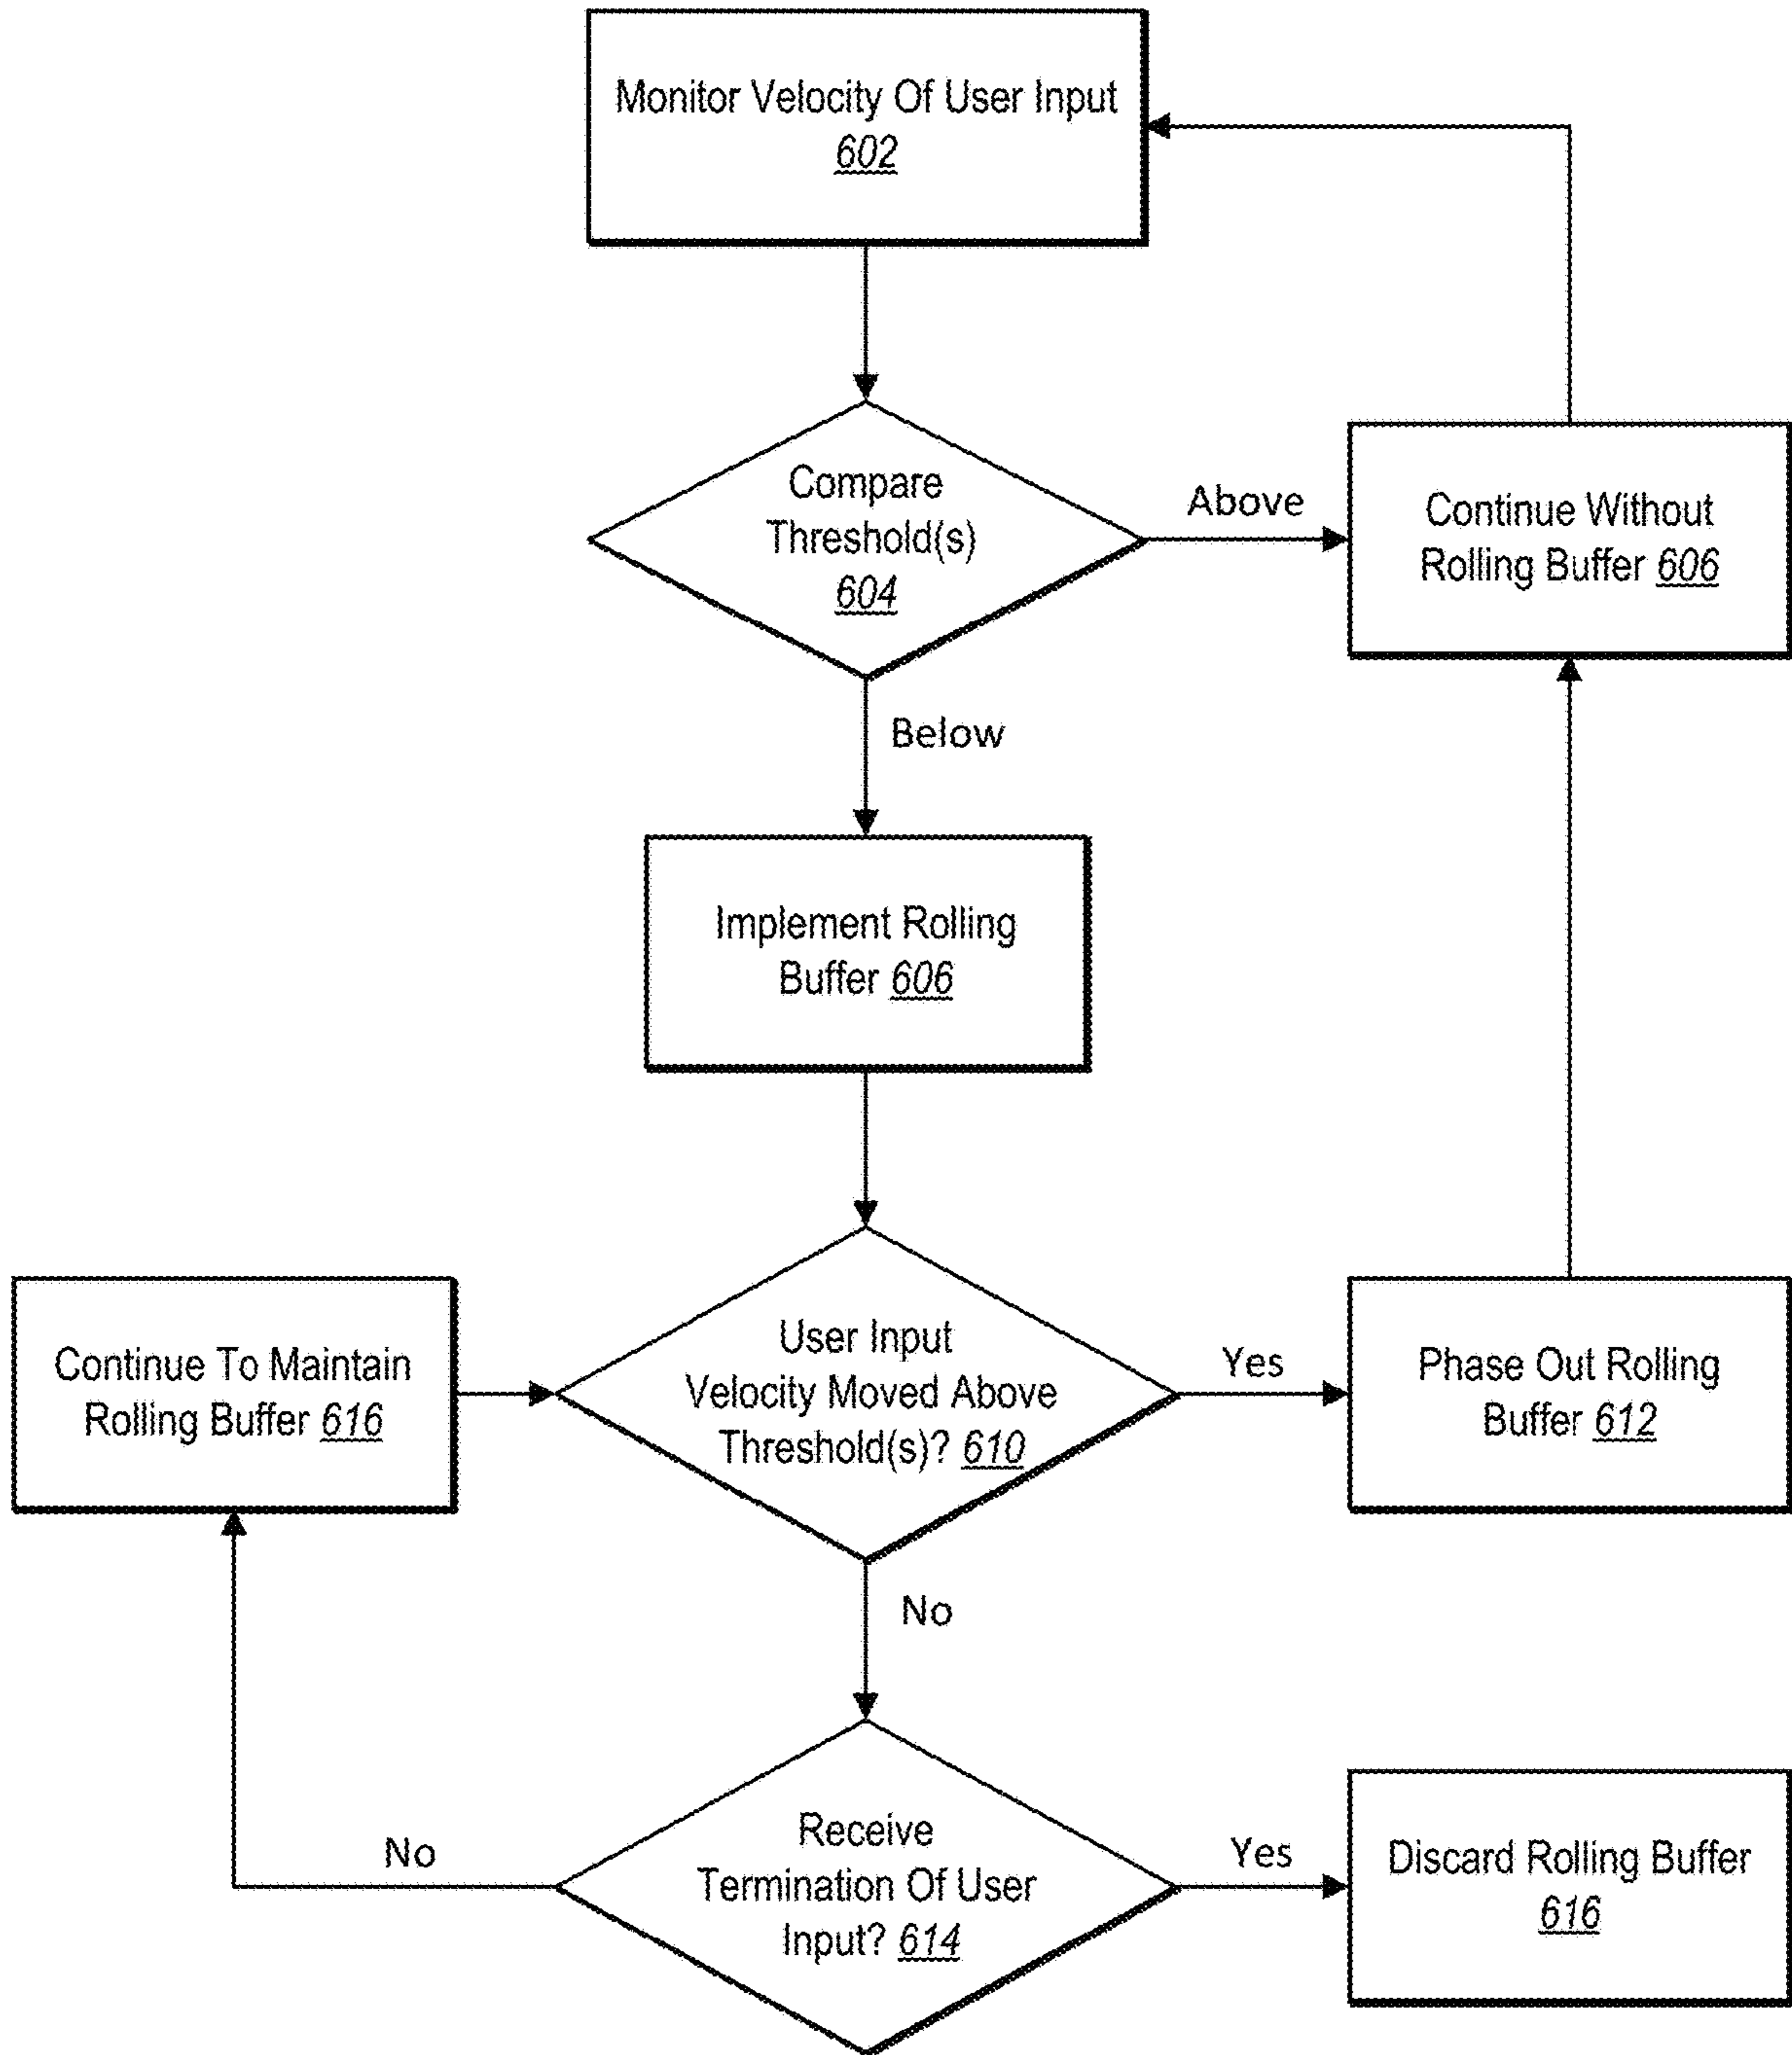 Monitor Velocity Of User Input
602
Compare
Threshold(s)
604
Above
Continue Without
Rolling Buffer 606
Below
Implement Rolling
Buffer 606
Continue To Maintain
Rolling Buffer 616
User Input
Velocity Moved Above
Threshold(s)? 610
Yes
Phase Out Rolling
Buffer 612
No
Receive
Termination Of User
Input? 614
No
Yes
Discard Rolling Buffer
616